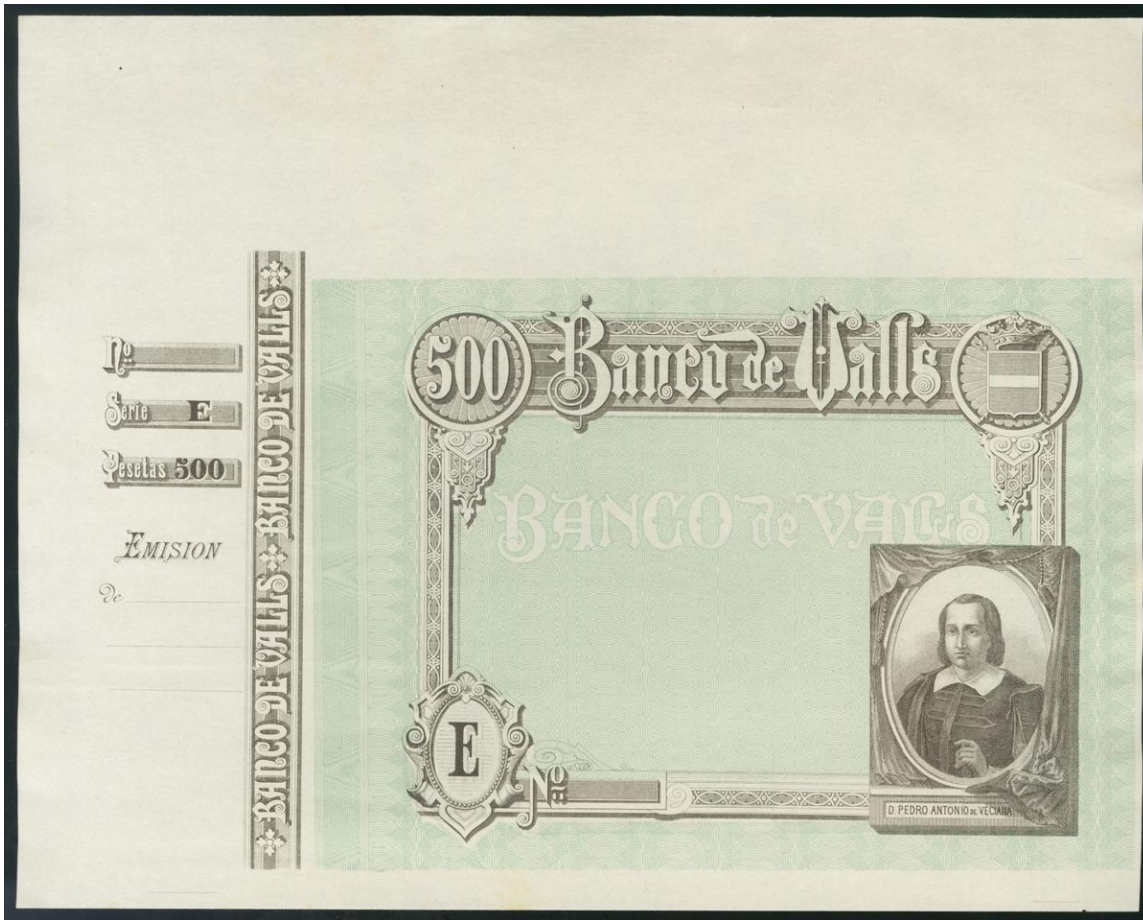 Nº
Serie E
Pesetas 500
EMISION
de
BANCO DE VALLS BANCO DE VALLS
500 Banco de Valls
BANCO de VALLS
E
Nº
D. PEDRO ANTONIO DE VECIANA